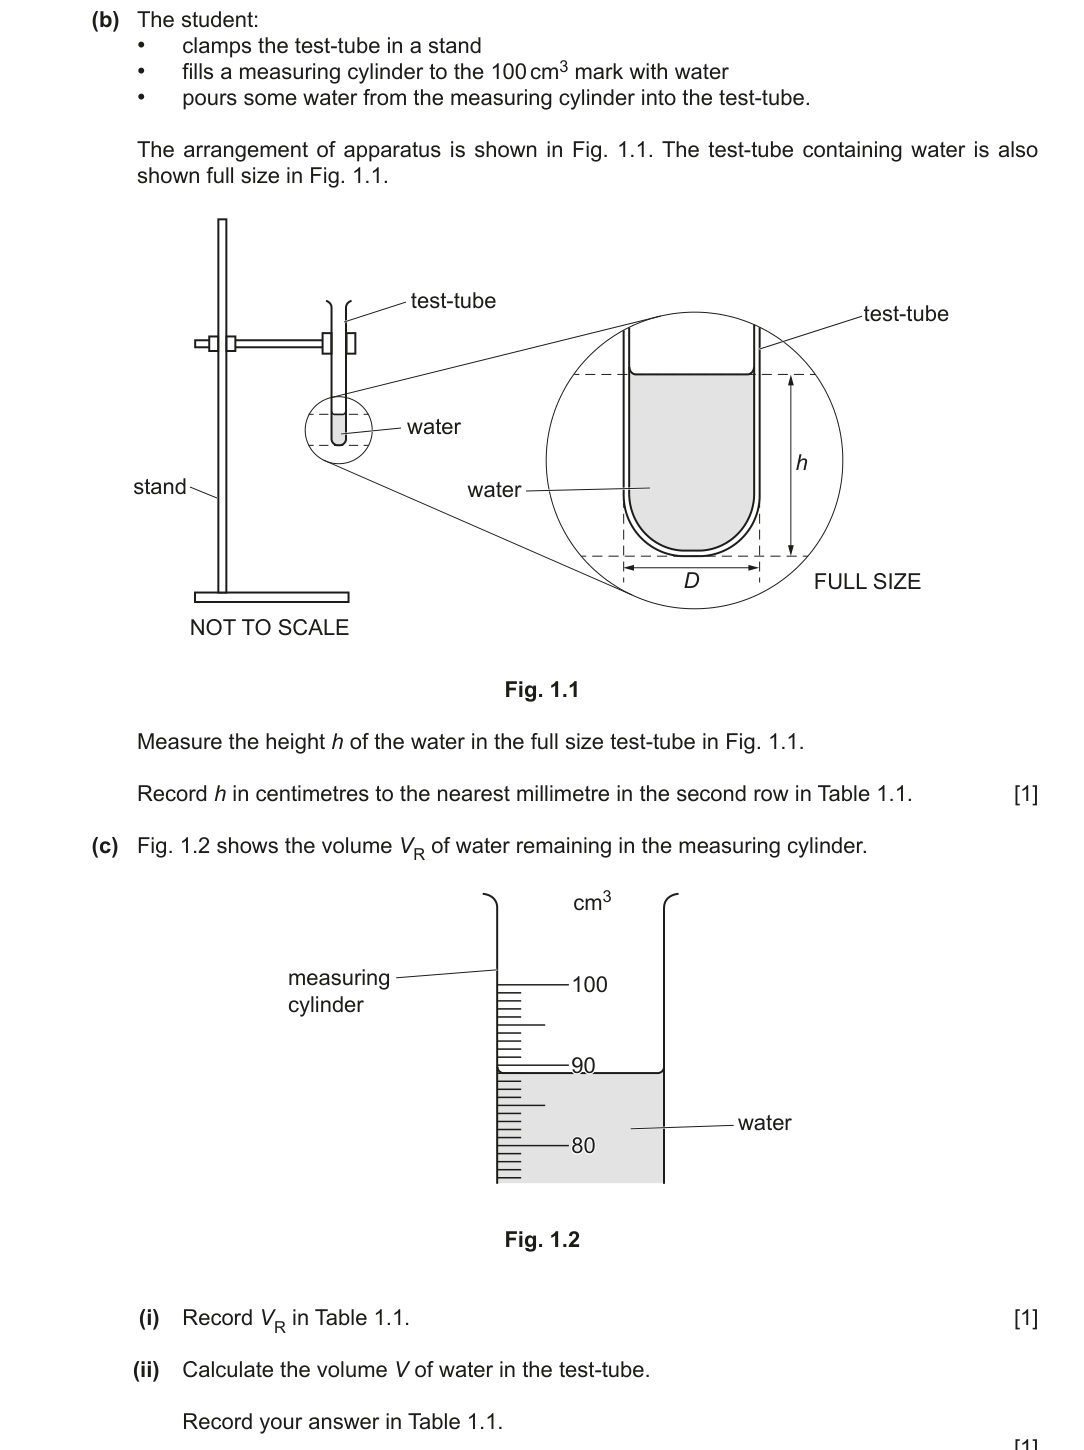 (b) The student:
• clamps the test-tube in a stand
• fills a measuring cylinder to the 100 cm³ mark with water
• pours some water from the measuring cylinder into the test-tube.
The arrangement of apparatus is shown in Fig. 1.1. The test-tube containing water is also
shown full size in Fig. 1.1.
test-tube
test-tube
water
h
stand
water
D
FULL SIZE
NOT TO SCALE
Fig. 1.1
Measure the height h of the water in the full size test-tube in Fig. 1.1.
Record h in centimetres to the nearest millimetre in the second row in Table 1.1. [1]
(c) Fig. 1.2 shows the volume V_R of water remaining in the measuring cylinder.
cm³
measuring
cylinder
100
90
water
80
Fig. 1.2
(i) Record V_R in Table 1.1. [1]
(ii) Calculate the volume V of water in the test-tube.
Record your answer in Table 1.1.
[1]